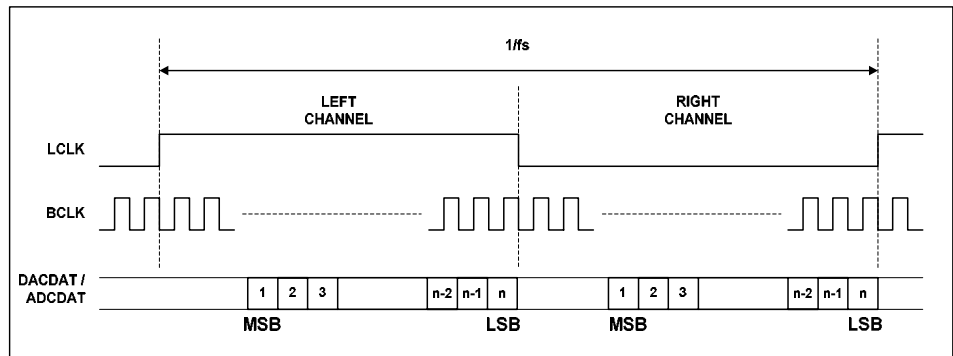 1/fs
LEFT
CHANNEL
RIGHT
CHANNEL
LCLK
BCLK
DACDAT /
ADCDAT
1 2 3 n-2 n-1 n 1 2 3 n-2 n-1 n
MSB LSB MSB LSB